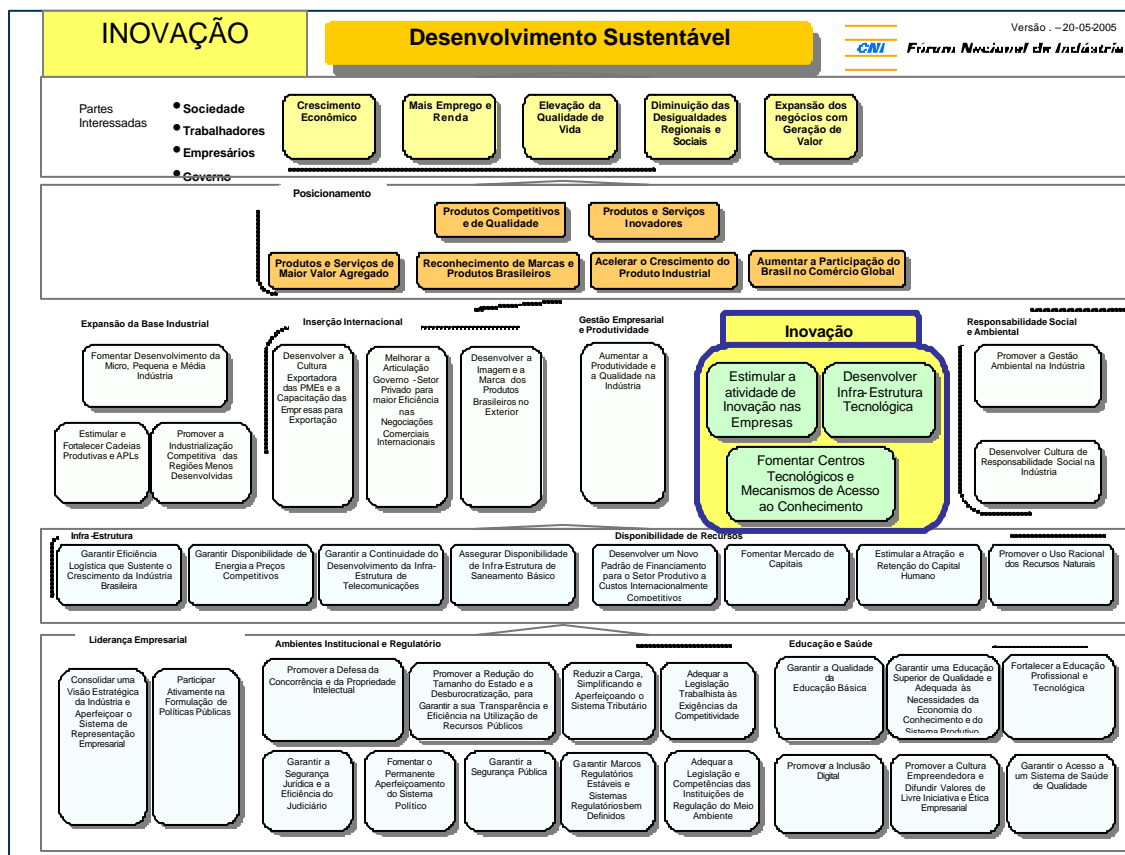 INOVAÇÃO
Desenvolvimento Sustentável
Versão . – 20-05-2005
CNI Fórum Nacional da Indústria
Partes
Interessadas
• Sociedade
• Trabalhadores
• Empresários
• Governo
Crescimento
Econômico
Mais Emprego e
Renda
Elevação da
Qualidade de
Vida
Diminuição das
Desigualdades
Regionais e
Sociais
Expansão dos
negócios com
Geração de
Valor
Posicionamento
Produtos Competitivos
e de Qualidade
Produtos e Serviços
Inovadores
Produtos e Serviços de
Maior Valor Agregado
Reconhecimento de Marcas e
Produtos Brasileiros
Acelerar o Crescimento do
Produto Industrial
Aumentar a Participação do
Brasil no Comércio Global
Expansão da Base Industrial
Fomentar Desenvolvimento da
Micro, Pequena e Média
Indústria
Estimular e
Fortalecer Cadeias
Produtivas e APLs
Promover a
Industrialização
Competitiva das
Regiões Menos
Desenvolvidas
Inserção Internacional
Desenvolver a
Cultura
Exportadora
das PMEs e a
Capacitação das
Empresas para
Exportação
Melhorar a
Articulação
Governo -Setor
Privado para
maior Eficiência
nas
Negociações
Comerciais
Internacionais
Desenvolver a
Imagem e a
Marca dos
Produtos
Brasileiros no
Exterior
Gestão Empresarial
e Produtividade
Aumentar a
Produtividade e
a Qualidade na
Indústria
Inovação
Estimular a
atividade de
Inovação nas
Empresas
Desenvolver
Infra-Estrutura
Tecnológica
Fomentar Centros
Tecnológicos e
Mecanismos de Acesso
ao Conhecimento
Responsabilidade Social
e Ambiental
Promover a Gestão
Ambiental na Indústria
Desenvolver Cultura de
Responsabilidade Social na
Indústria
Infra-Estrutura
Garantir Eficiência
Logística que Sustente o
Crescimento da Indústria
Brasileira
Garantir Disponibilidade de
Energia a Preços
Competitivos
Garantir a Continuidade do
Desenvolvimento da Infra-
Estrutura de
Telecomunicações
Assegurar Disponibilidade
de Infra-Estrutura de
Saneamento Básico
Disponibilidade de Recursos
Desenvolver um Novo
Padrão de Financiamento
para o Setor Produtivo a
Custos Internacionalmente
Competitivos
Fomentar Mercado de
Capitais
Estimular a Atração e
Retenção do Capital
Humano
Promover o Uso Racional
dos Recursos Naturais
Liderança Empresarial
Consolidar uma
Visão Estratégica
da Indústria e
Aperfeiçoar o
Sistema de
Representação
Empresarial
Participar
Ativamente na
Formulação de
Políticas Públicas
Ambientes Institucional e Regulatório
Promover a Defesa da
Concorrência e da Propriedade
Intelectual
Promover a Redução do
Tamanho do Estado e a
Desburocratização, para
Garantir a sua Transparência e
Eficiência na Utilização de
Recursos Públicos
Reduzir a Carga,
Simplificando e
Aperfeiçoando o
Sistema Tributário
Adequar a
Legislação
Trabalhista às
Exigências da
Competitividade
Garantir a
Segurança
Jurídica e a
Eficiência do
Judiciário
Fomentar o
Permanente
Aperfeiçoamento
do Sistema
Político
Garantir a
Segurança Pública
Garantir Marcos
Regulatórios
Estáveis e
Sistemas
Regulatórios bem
Definidos
Adequar a
Legislação e
Competências das
Instituições de
Regulação do Meio
Ambiente
Educação e Saúde
Garantir a Qualidade
da
Educação Básica
Garantir uma Educação
Superior de Qualidade e
Adequada às
Necessidades da
Economia do
Conhecimento e do
Sistema Produtivo
Fortalecer a Educação
Profissional e
Tecnológica
Promover a Inclusão
Digital
Promover a Cultura
Empreendedora e
Difundir Valores de
Livre Iniciativa e Ética
Empresarial
Garantir o Acesso a
um Sistema de Saúde
de Qualidade